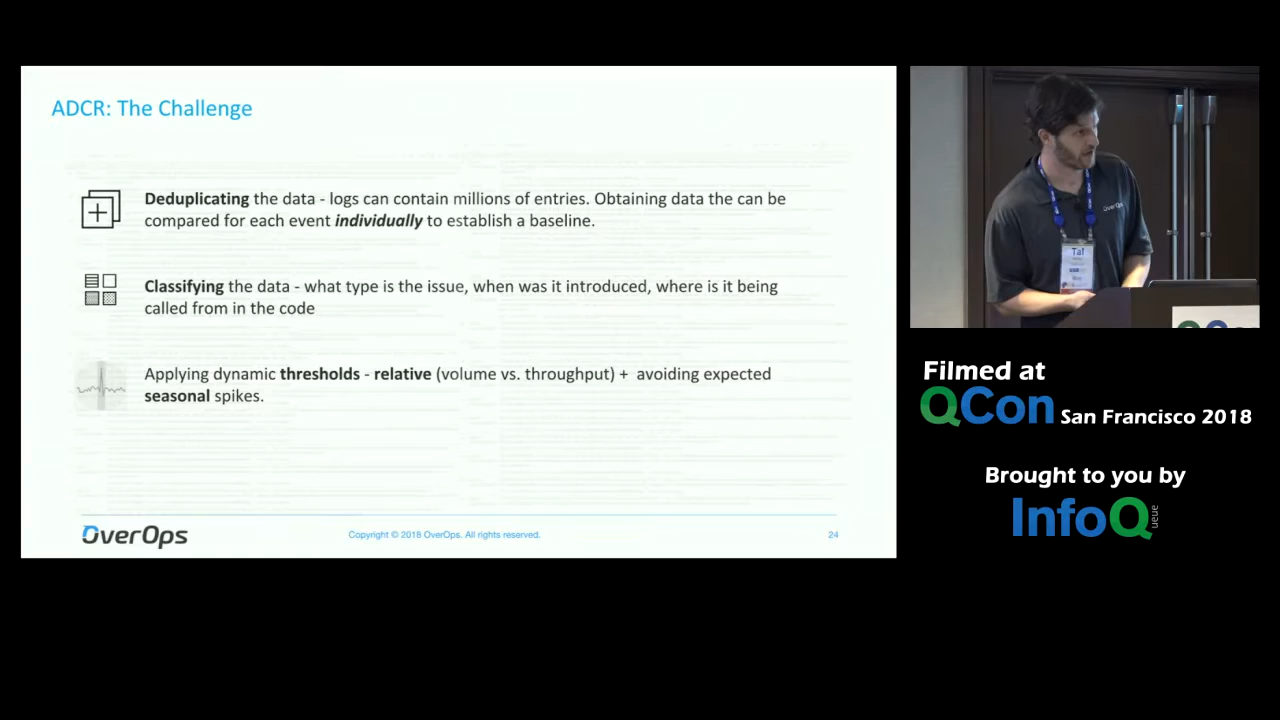 ADCR: The Challenge
Deduplicating the data - logs can contain millions of entries. Obtaining data the can be
compared for each event individually to establish a baseline.
Classifying the data - what type is the issue, when was it introduced, where is it being
called from in the code
Applying dynamic thresholds - relative (volume vs. throughput) + avoiding expected
seasonal spikes.
OverOps
Copyright © 2018 OverOps. All rights reserved.
24
OverOps
Tal
Filmed at
QCon San Francisco 2018
Brought to you by
InfoQueue